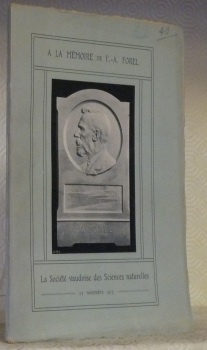 A LA MÉMOIRE DE F.-A. FOREL
La Société vaudoise des Sciences naturelles